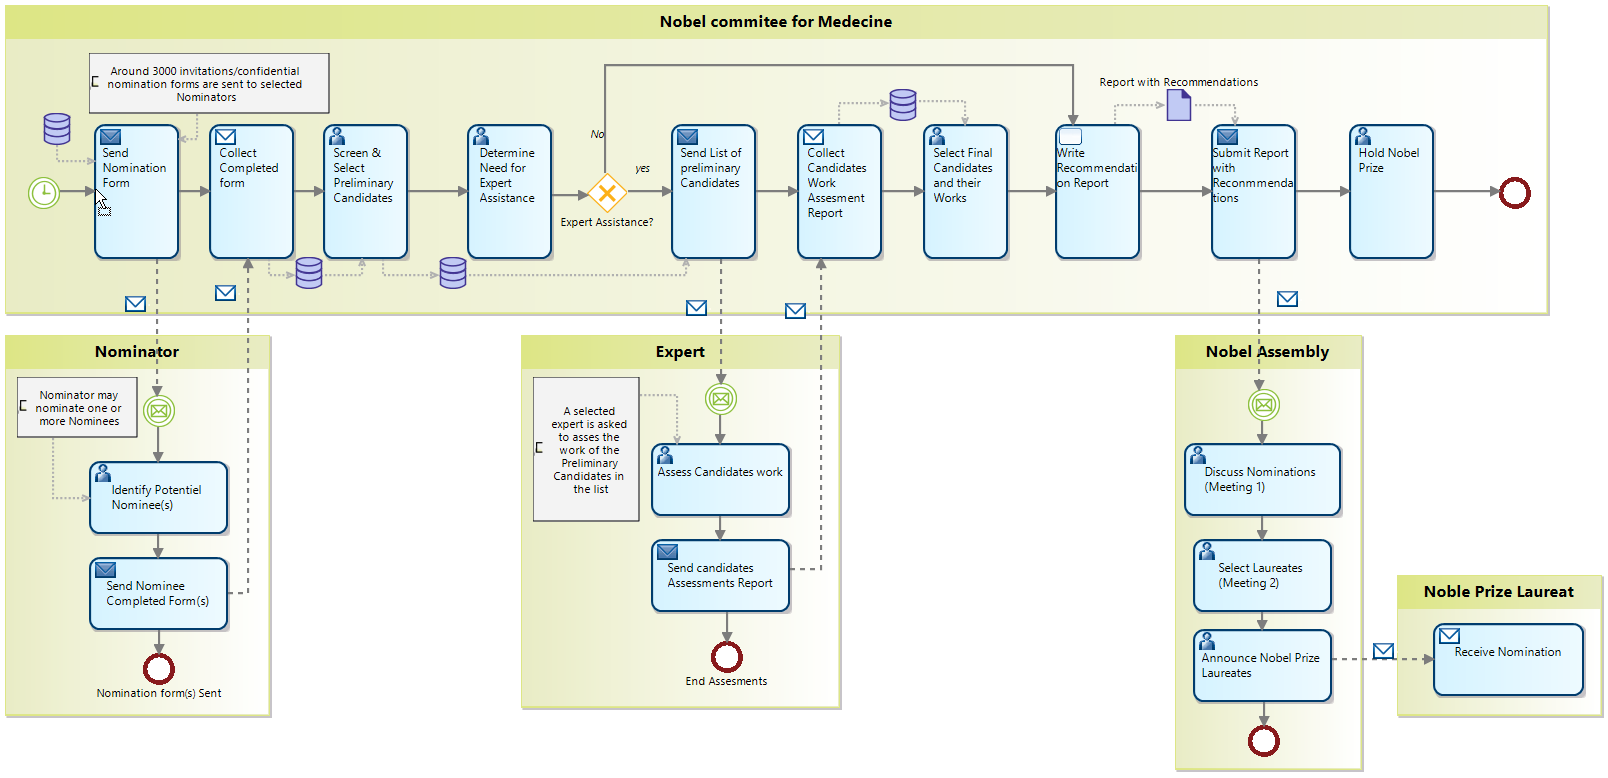 Nobel commitee for Medecine
Around 3000 invitations/confidential
nomination forms are sent to selected
Nominators
Send
Nomination
Form
Collect
Completed
form
Screen &
Select
Preliminary
Candidates
Determine
Need for
Expert
Assistance
No
yes
Expert Assistance?
Send List of
preliminary
Candidates
Collect
Candidates
Work
Assesment
Report
Select Final
Candidates
and their
Works
Write
Recommendati
on Report
Report with Recommendations
Submit Report
with
Reconmmenda
tions
Hold Nobel
Prize
Nominator
Nominator may
nominate one or
more Nominees
Identify Potentiel
Nominee(s)
Send Nominee
Completed Form(s)
Nomination form(s) Sent
Expert
A selected
expert is asked
to asses the
work of the
Preliminary
Candidates in
the list
Assess Candidates work
Send candidates
Assessments Report
End Assesments
Nobel Assembly
Discuss Nominations
(Meeting 1)
Select Laureates
(Meeting 2)
Announce Nobel Prize
Laureates
Noble Prize Laureat
Receive Nomination